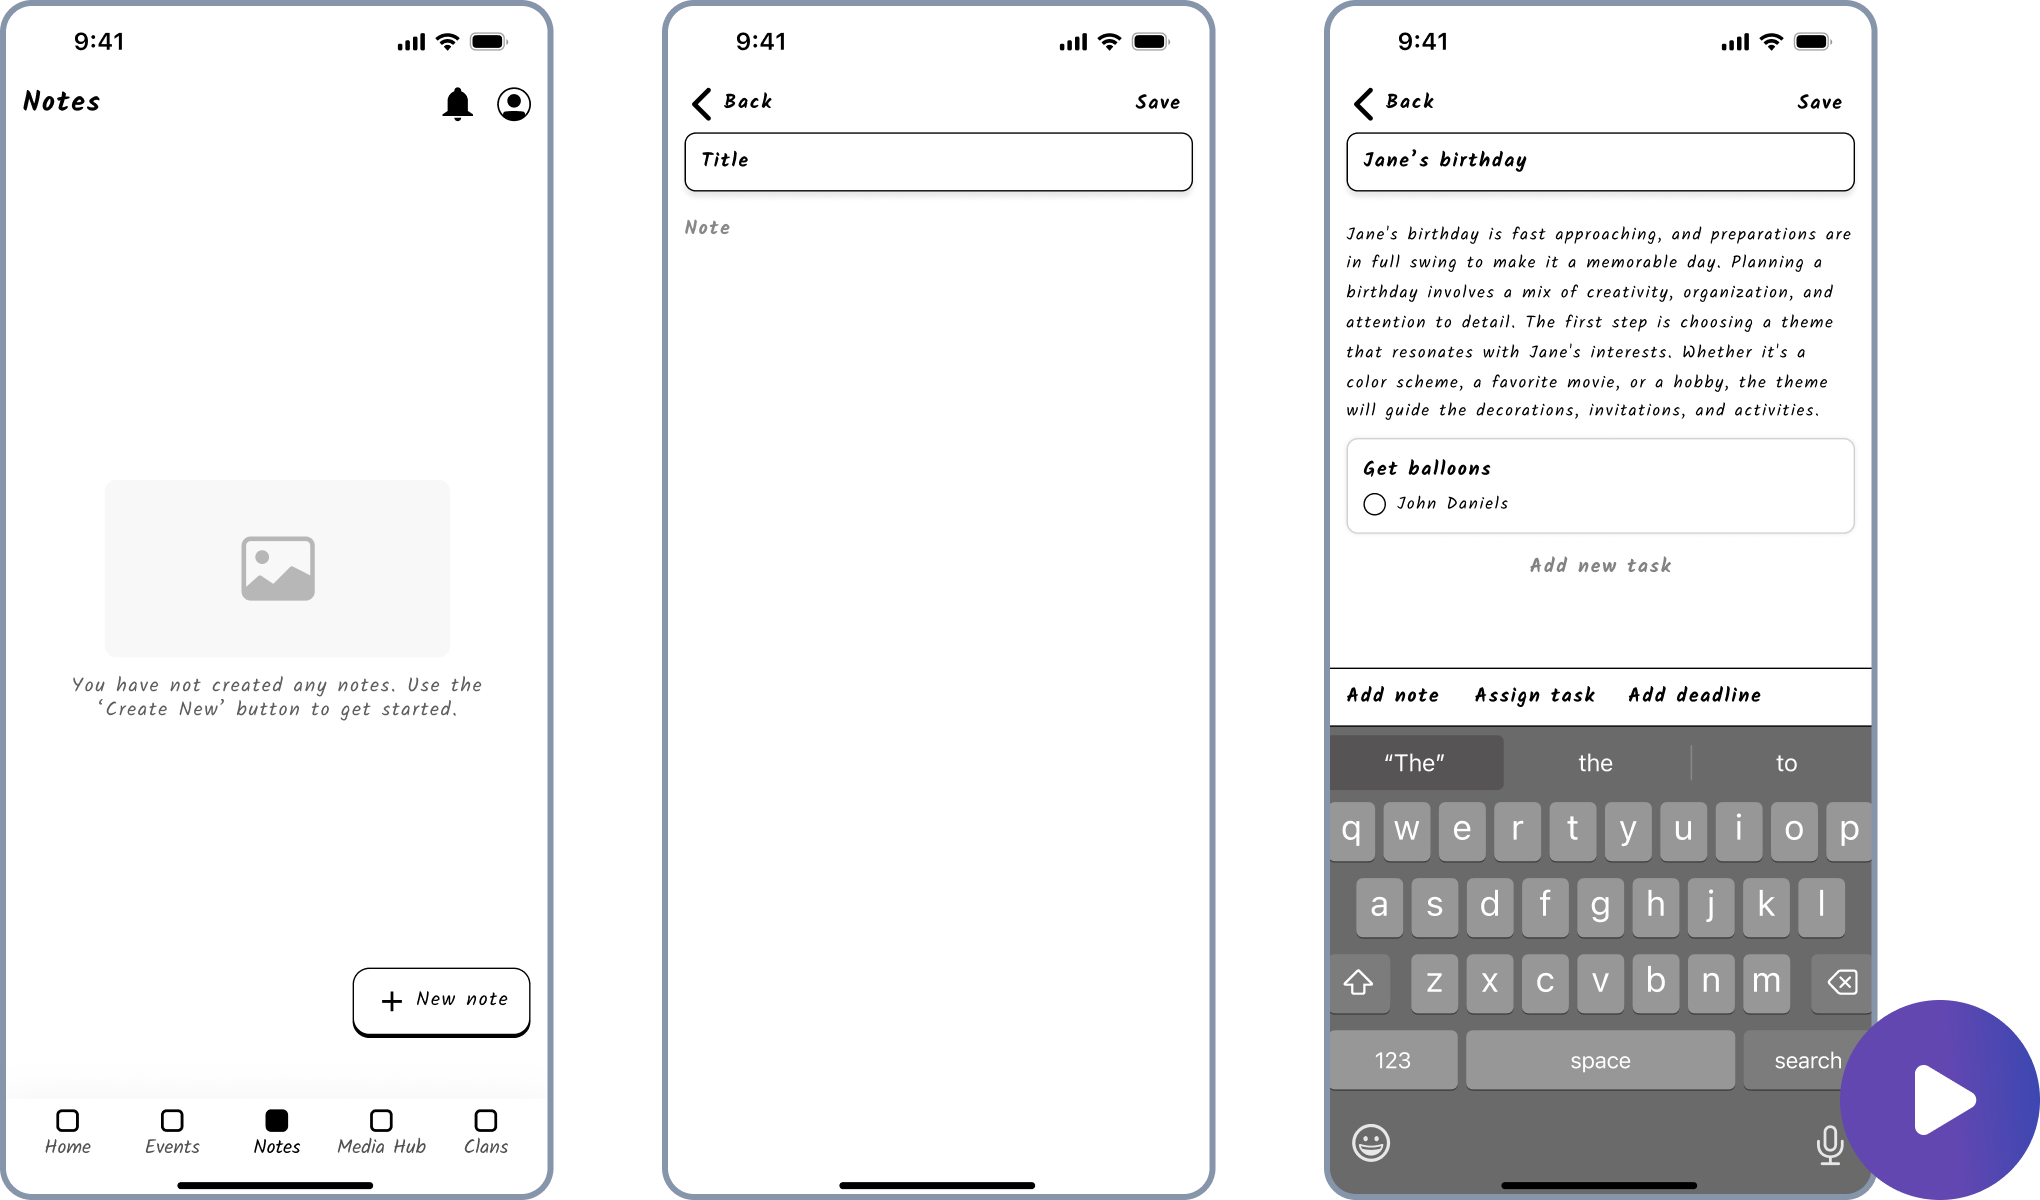 9:41
Notes
You have not created any notes. Use the
‘Create New’ button to get started.
+ New note
Home Events Notes Media Hub Clans
9:41
Back Save
Title
Note
9:41
Back Save
Jane’s birthday
Jane's birthday is fast approaching, and preparations are
in full swing to make it a memorable day. Planning a
birthday involves a mix of creativity, organization, and
attention to detail. The first step is choosing a theme
that resonates with Jane's interests. Whether it's a
color scheme, a favorite movie, or a hobby, the theme
will guide the decorations, invitations, and activities.
Get balloons
John Daniels
Add new task
Add note Assign task Add deadline
“The” the to
q w e r t y u i o p
a s d f g h j k l
z x c v b n m
123 space search